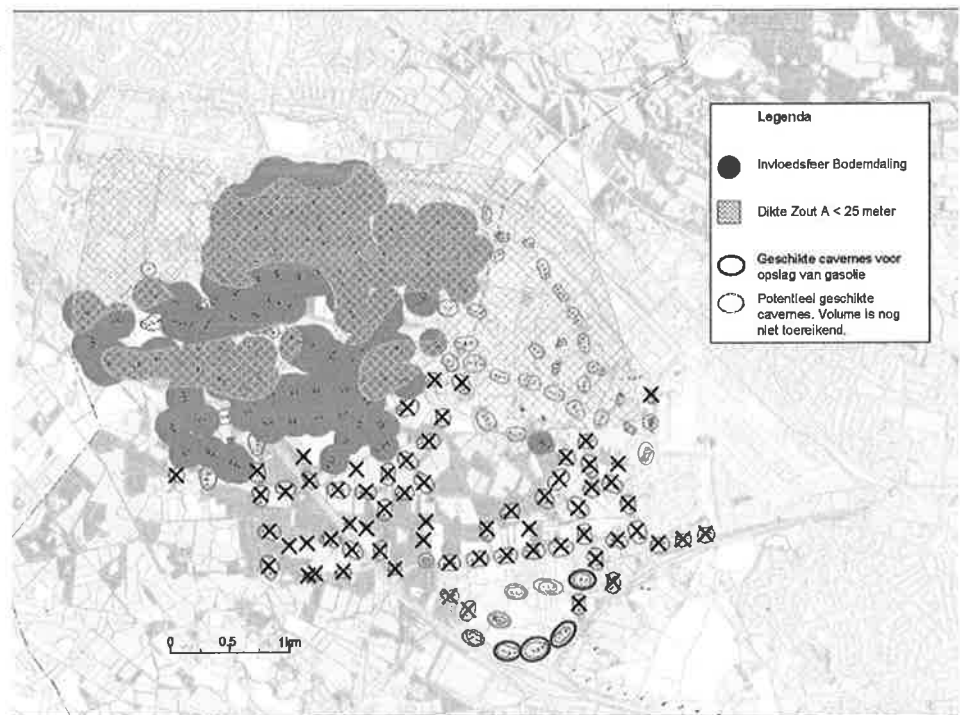 Legenda
Invloedsfeer Bodemdaling
Dikte Zout A < 25 meter
Geschikte cavernes voor
opslag van gasolie
Potentieel geschikte
cavernes. Volume is nog
niet toereikend.
0 0,5 1km